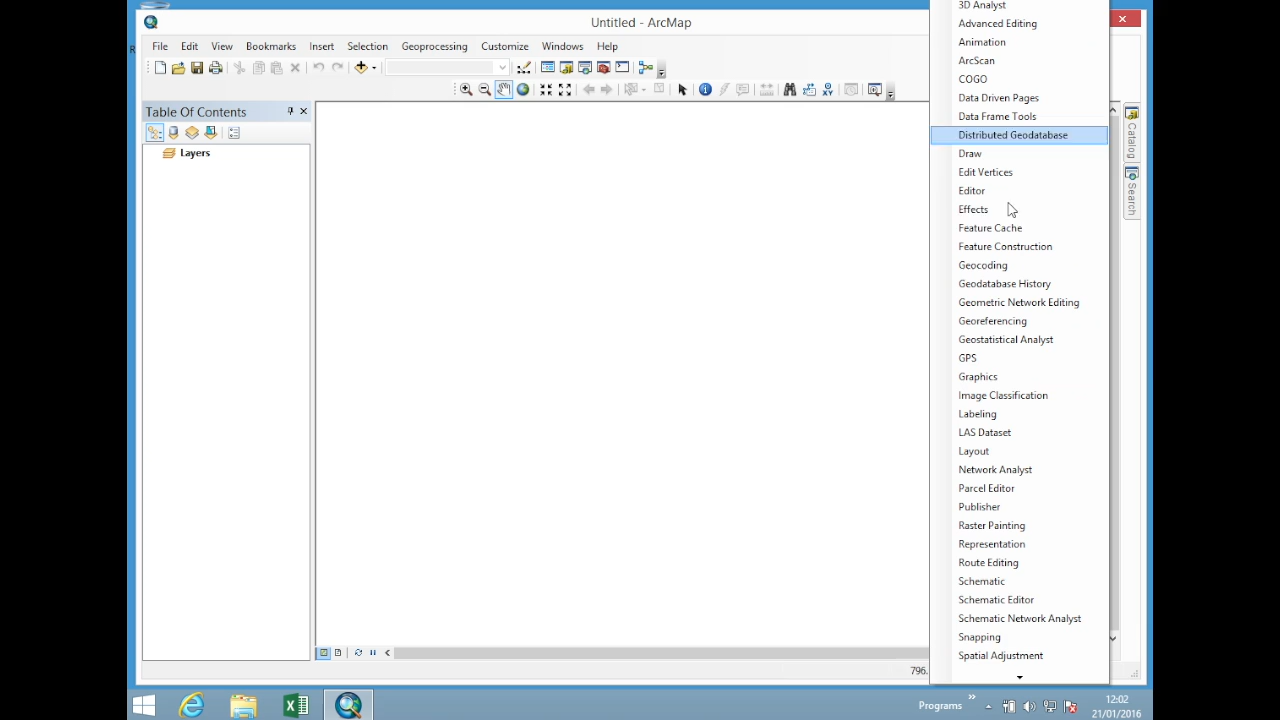 Untitled - ArcMap
File Edit View Bookmarks Insert Selection Geoprocessing Customize Windows Help
Table Of Contents
Layers
3D Analyst
Advanced Editing
Animation
ArcScan
COGO
Data Driven Pages
Data Frame Tools
Distributed Geodatabase
Draw
Edit Vertices
Editor
Effects
Feature Cache
Feature Construction
Geocoding
Geodatabase History
Geometric Network Editing
Georeferencing
Geostatistical Analyst
GPS
Graphics
Image Classification
Labeling
LAS Dataset
Layout
Network Analyst
Parcel Editor
Publisher
Raster Painting
Representation
Route Editing
Schematic
Schematic Editor
Schematic Network Analyst
Snapping
Spatial Adjustment
Catalog
Search
796.
Programs
12:02
21/01/2016